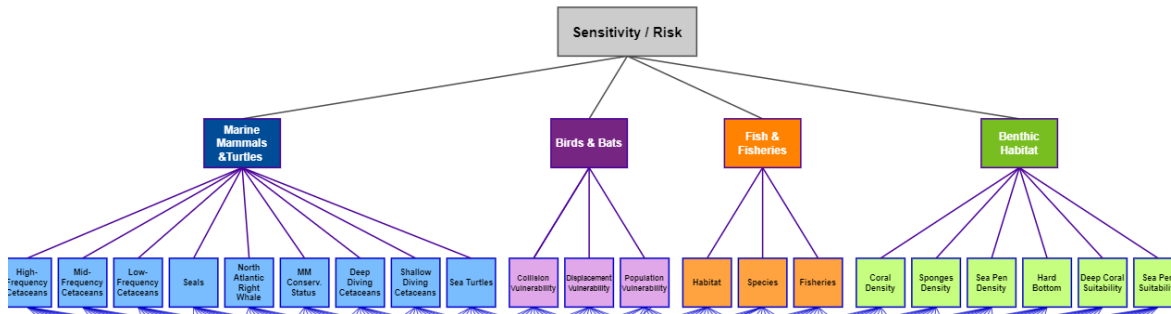 Sensitivity / Risk
Marine
Mammals
&Turtles
Birds & Bats
Fish &
Fisheries
Benthic
Habitat
High-
Frequency
Cetaceans
Mid-
Frequency
Cetaceans
Low-
Frequency
Cetaceans
Seals
North
Atlantic
Right
Whale
MM
Conserv.
Status
Deep
Diving
Cetaceans
Shallow
Diving
Cetaceans
Sea Turtles
Collision
Vulnerability
Displacement
Vulnerability
Population
Vulnerability
Habitat
Species
Fisheries
Coral
Density
Sponges
Density
Sea Pen
Density
Hard
Bottom
Deep Coral
Suitability
Sea Pen
Suitability